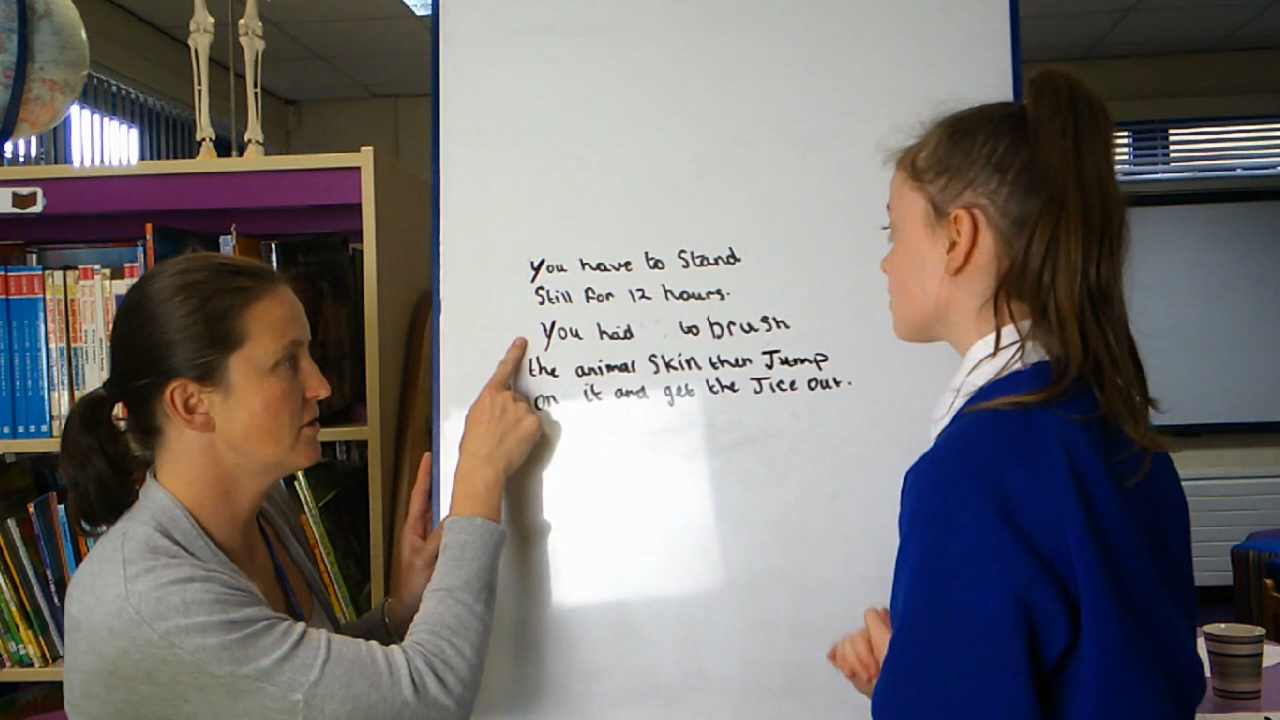 You have to Stand
Still for 12 hours.
You had to brush
the animal Skin then Jump
on it and get the Jice out.